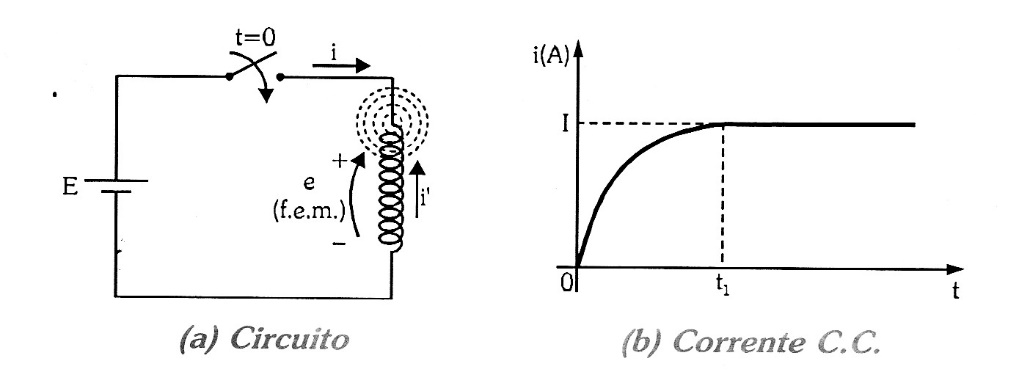 t=0
i
E
+
e
(f.e.m.)
−
i'
(a) Circuito
i(A)
I
0
t₁
t
(b) Corrente C.C.